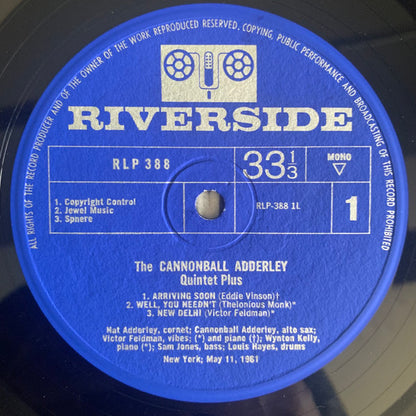 ALL RIGHTS OF THE RECORD PRODUCER AND OF THE OWNER OF THE WORK REPRODUCED RESERVED. COPYING, PUBLIC PERFORMANCE AND BROADCASTING OF THIS RECORD PROHIBITED
RIVERSIDE
RLP 388
33 1/3
MONO
1. Copyright Control
2. Jewel Music
3. Spnere
RLP-388 1L
1
The CANNONBALL ADDERLEY
Quintet Plus
1. ARRIVING SOON (Eddie Vinson)†
2. WELL, YOU NEEDN'T (Thelonious Monk)*
3. NEW DELHI (Victor Feldman)*
Nat Adderley, cornet; Cannonball Adderley, alto sax;
Victor Feldman, vibes; (*) and piano (†); Wynton Kelly,
piano (*); Sam Jones, bass; Louis Hayes, drums
New York; May 11, 1961